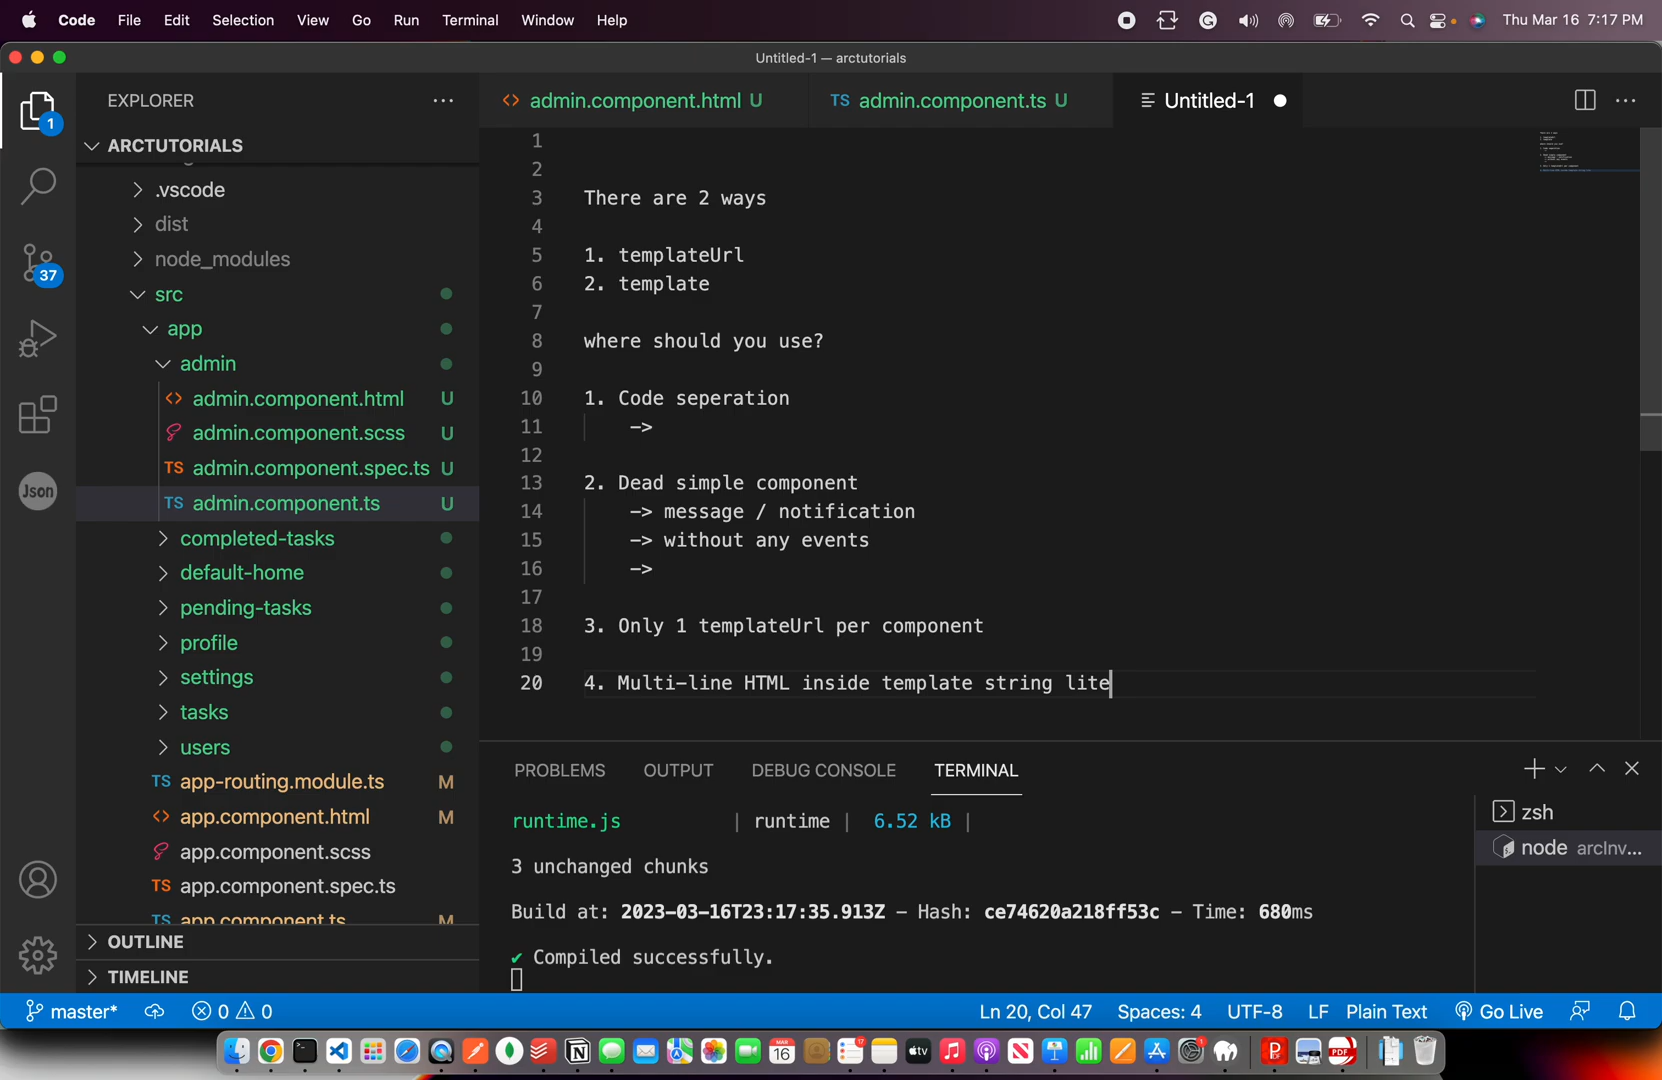 Code File Edit Selection View Go Run Terminal Window Help Thu Mar 16 7:17 PM
Untitled-1 — arctutorials
EXPLORER
ARCTUTORIALS
.vscode
dist
node_modules
src
app
admin
admin.component.html U
admin.component.scss U
admin.component.spec.ts U
TS admin.component.ts U
completed-tasks
default-home
pending-tasks
profile
settings
tasks
users
TS app-routing.module.ts M
app.component.html M
app.component.scss
TS app.component.spec.ts
TS app.component.ts M
OUTLINE
TIMELINE
1
37
Json
admin.component.html U
TS admin.component.ts U
Untitled-1
1
2
3 There are 2 ways
4
5 1. templateUrl
6 2. template
7
8 where should you use?
9
10 1. Code seperation
11 ->
12
13 2. Dead simple component
14 -> message / notification
15 -> without any events
16 ->
17
18 3. Only 1 templateUrl per component
19
20 4. Multi-line HTML inside template string lite
PROBLEMS OUTPUT DEBUG CONSOLE TERMINAL
runtime.js | runtime | 6.52 kB |
3 unchanged chunks
Build at: 2023-03-16T23:17:35.913Z - Hash: ce74620a218ff53c - Time: 680ms
✔ Compiled successfully.
zsh
node arcInv...
master* 0 0 Ln 20, Col 47 Spaces: 4 UTF-8 LF Plain Text Go Live